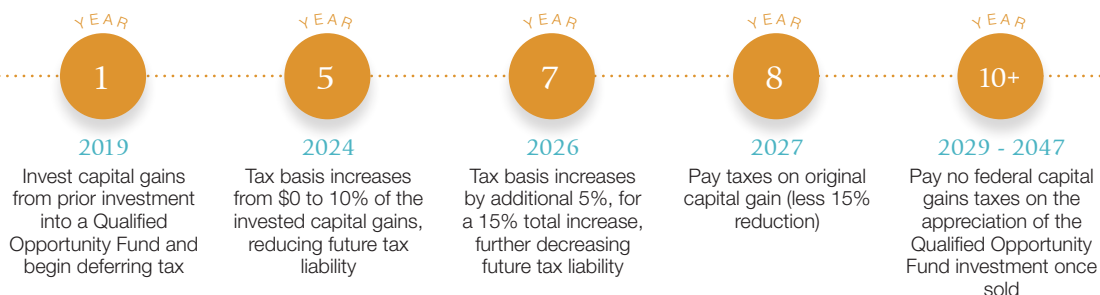 YEAR
1
2019
Invest capital gains
from prior investment
into a Qualified
Opportunity Fund and
begin deferring tax
YEAR
5
2024
Tax basis increases
from $0 to 10% of the
invested capital gains,
reducing future tax
liability
YEAR
7
2026
Tax basis increases
by additional 5%, for
a 15% total increase,
further decreasing
future tax liability
YEAR
8
2027
Pay taxes on original
capital gain (less 15%
reduction)
YEAR
10+
2029 - 2047
Pay no federal capital
gains taxes on the
appreciation of the
Qualified Opportunity
Fund investment once
sold